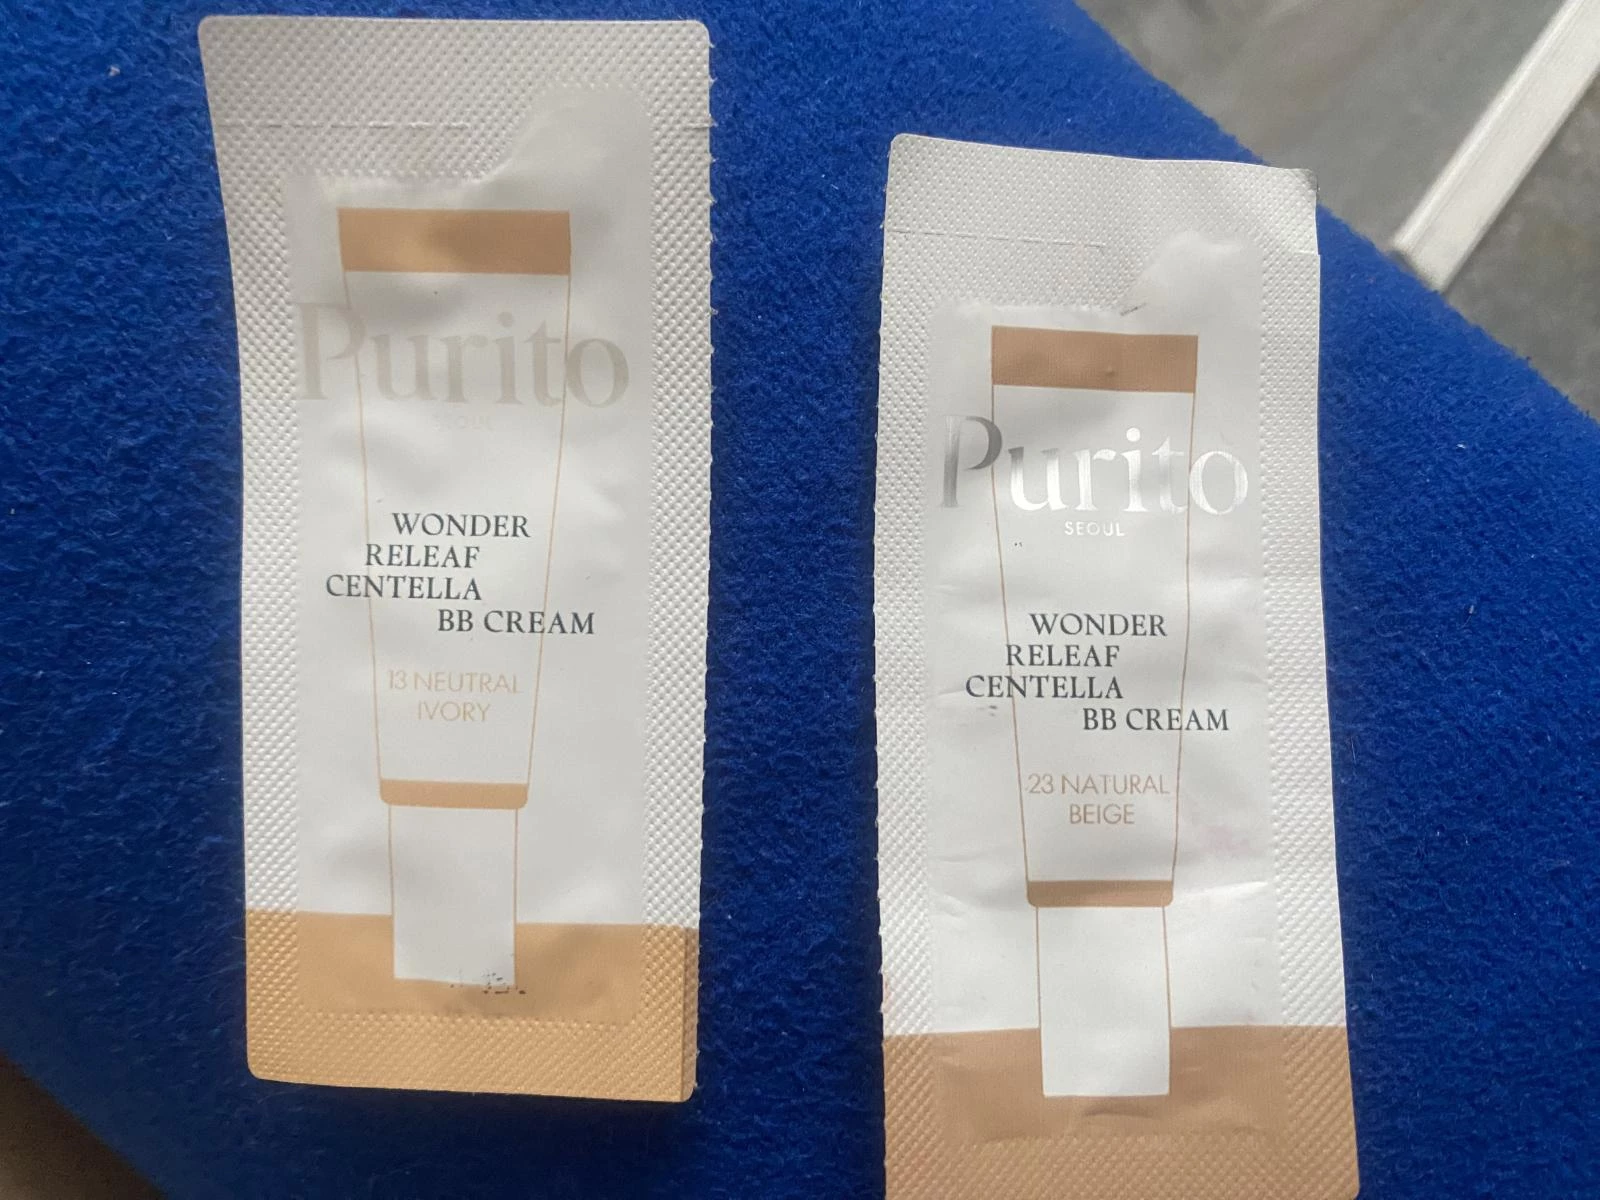 Purito
SEOUL
WONDER
RELEAF
CENTELLA
BB CREAM
13 NEUTRAL
IVORY
Purito
SEOUL
WONDER
RELEAF
CENTELLA
BB CREAM
23 NATURAL
BEIGE